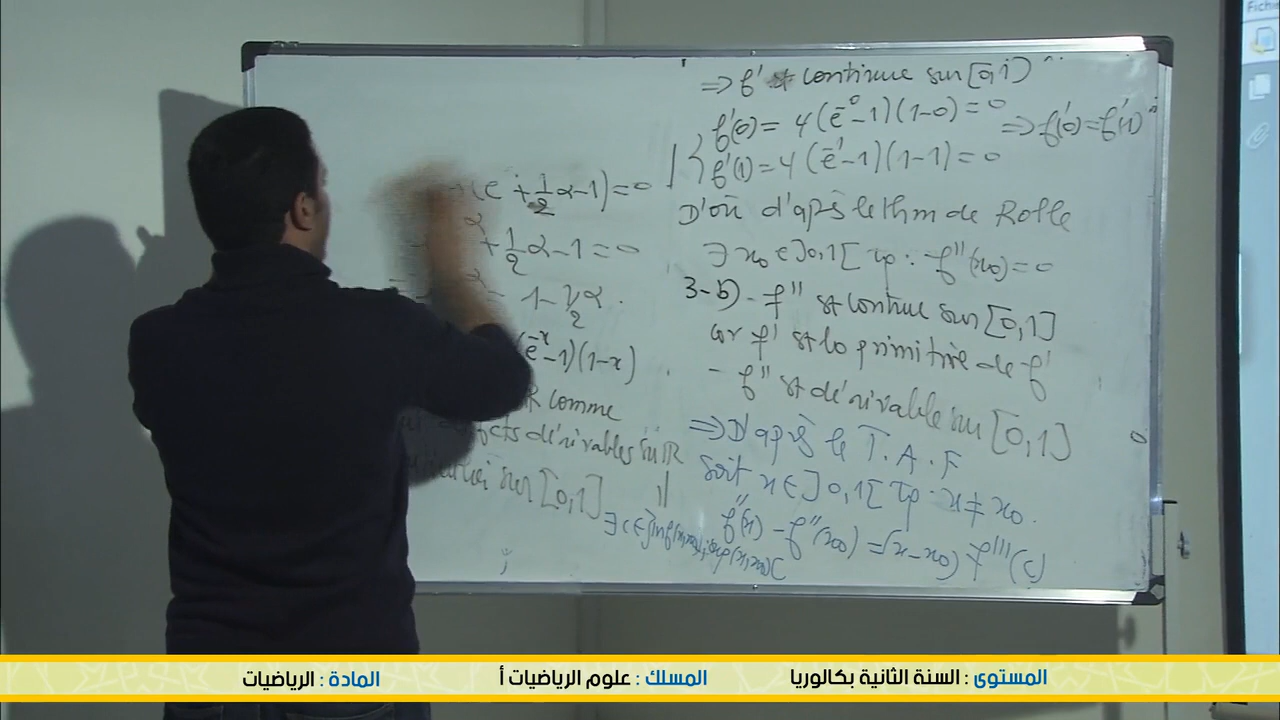 (e + 1/2 α - 1) = 0
α + 1/2 α - 1 = 0
α = 1 - 1/2 α .
(e^-x - 1)(1-x)
R comme
dérivables sur R
sur [0,1]
⇒ f' est continue sur [0,1]
f'(0) = 4(e^-0 - 1)(1-0) = 0 ⇒ f'(0) = f'(1)
f'(1) = 4(e^-1 - 1)(1-1) = 0
D'où d'après le thm de Rolle
∃ x0 ∈ ]0,1[ tp : f''(x0) = 0
3-b) - f'' est continue sur [0,1]
car f' est la primitive de f'
- f'' est dérivable sur [0,1]
⇒ D'après le T.A.F
soit x ∈ ]0,1[ tp . x ≠ x0 .
f''(x) - f''(x0) = (x - x0) f'''(c)
∃ c ∈ ]inf(x,x0); sup(x,x0)[
Fichie
المستوى : السنة الثانية بكالوريا
المسلك : علوم الرياضيات أ
المادة : الرياضيات